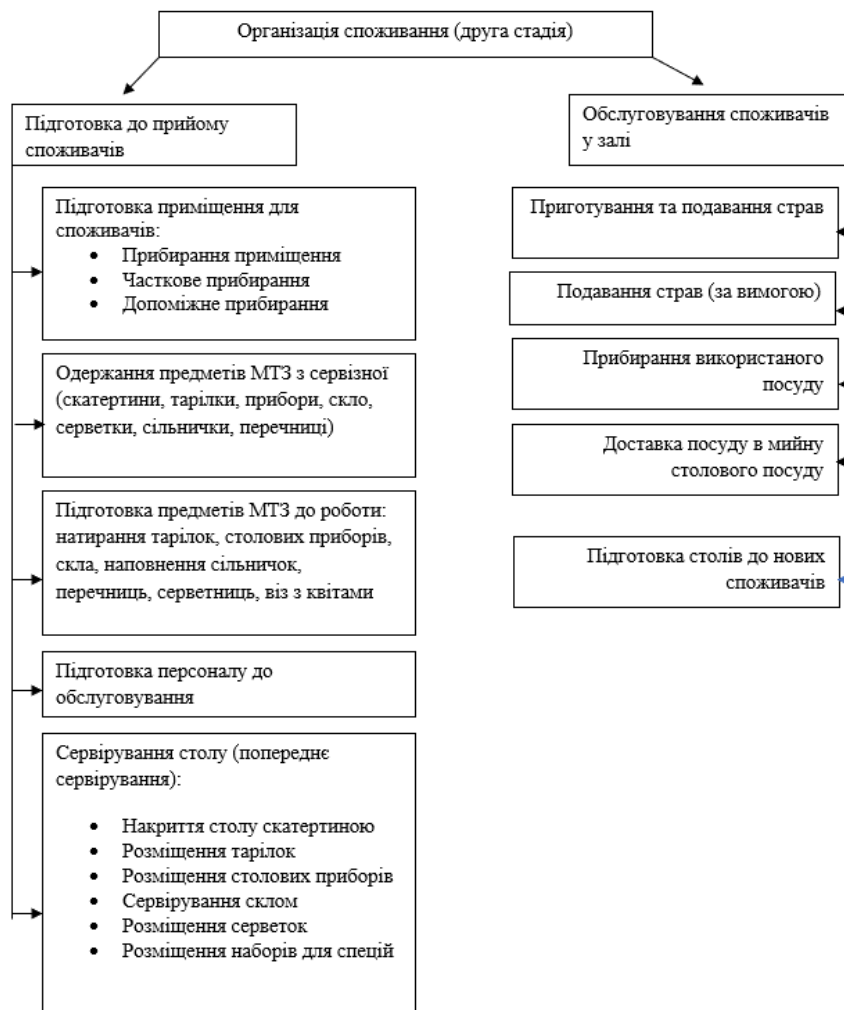 Організація споживання (друга стадія)
Підготовка до прийому
споживачів
Підготовка приміщення для
споживачів:
• Прибирання приміщення
• Часткове прибирання
• Допоміжне прибирання
Одержання предметів МТЗ з сервізної
(скатертини, тарілки, прибори, скло,
серветки, сільнички, перечниці)
Підготовка предметів МТЗ до роботи:
натирання тарілок, столових приборів,
скла, наповнення сільничок,
перечниць, серветниць, віз з квітами
Підготовка персоналу до
обслуговування
Сервірування столу (попереднє
сервірування):
• Накриття столу скатертиною
• Розміщення тарілок
• Розміщення столових приборів
• Сервірування склом
• Розміщення серветок
• Розміщення наборів для спецій
Обслуговування споживачів
у залі
Приготування та подавання страв
Подавання страв (за вимогою)
Прибирання використаного
посуду
Доставка посуду в мийну
столового посуду
Підготовка столів до нових
споживачів